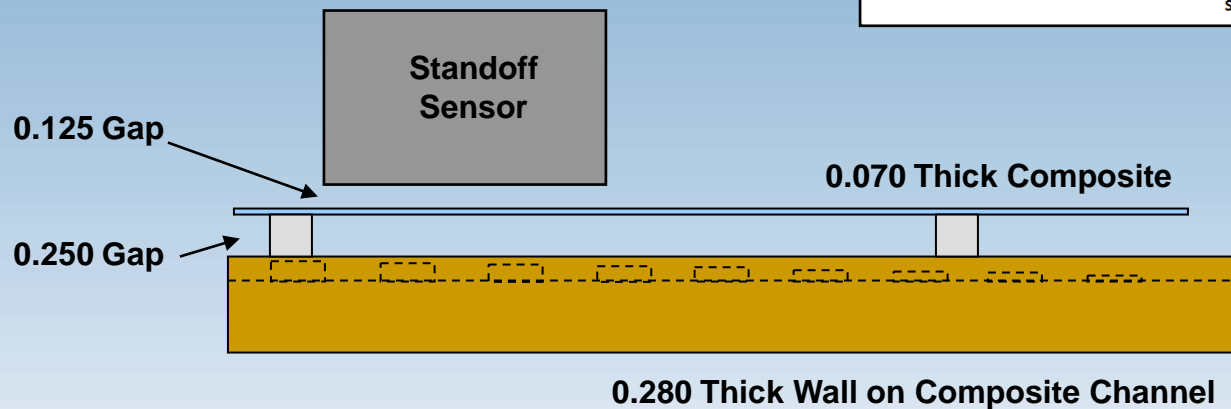 Standoff
Sensor
0.125 Gap
0.070 Thick Composite
0.250 Gap
0.280 Thick Wall on Composite Channel